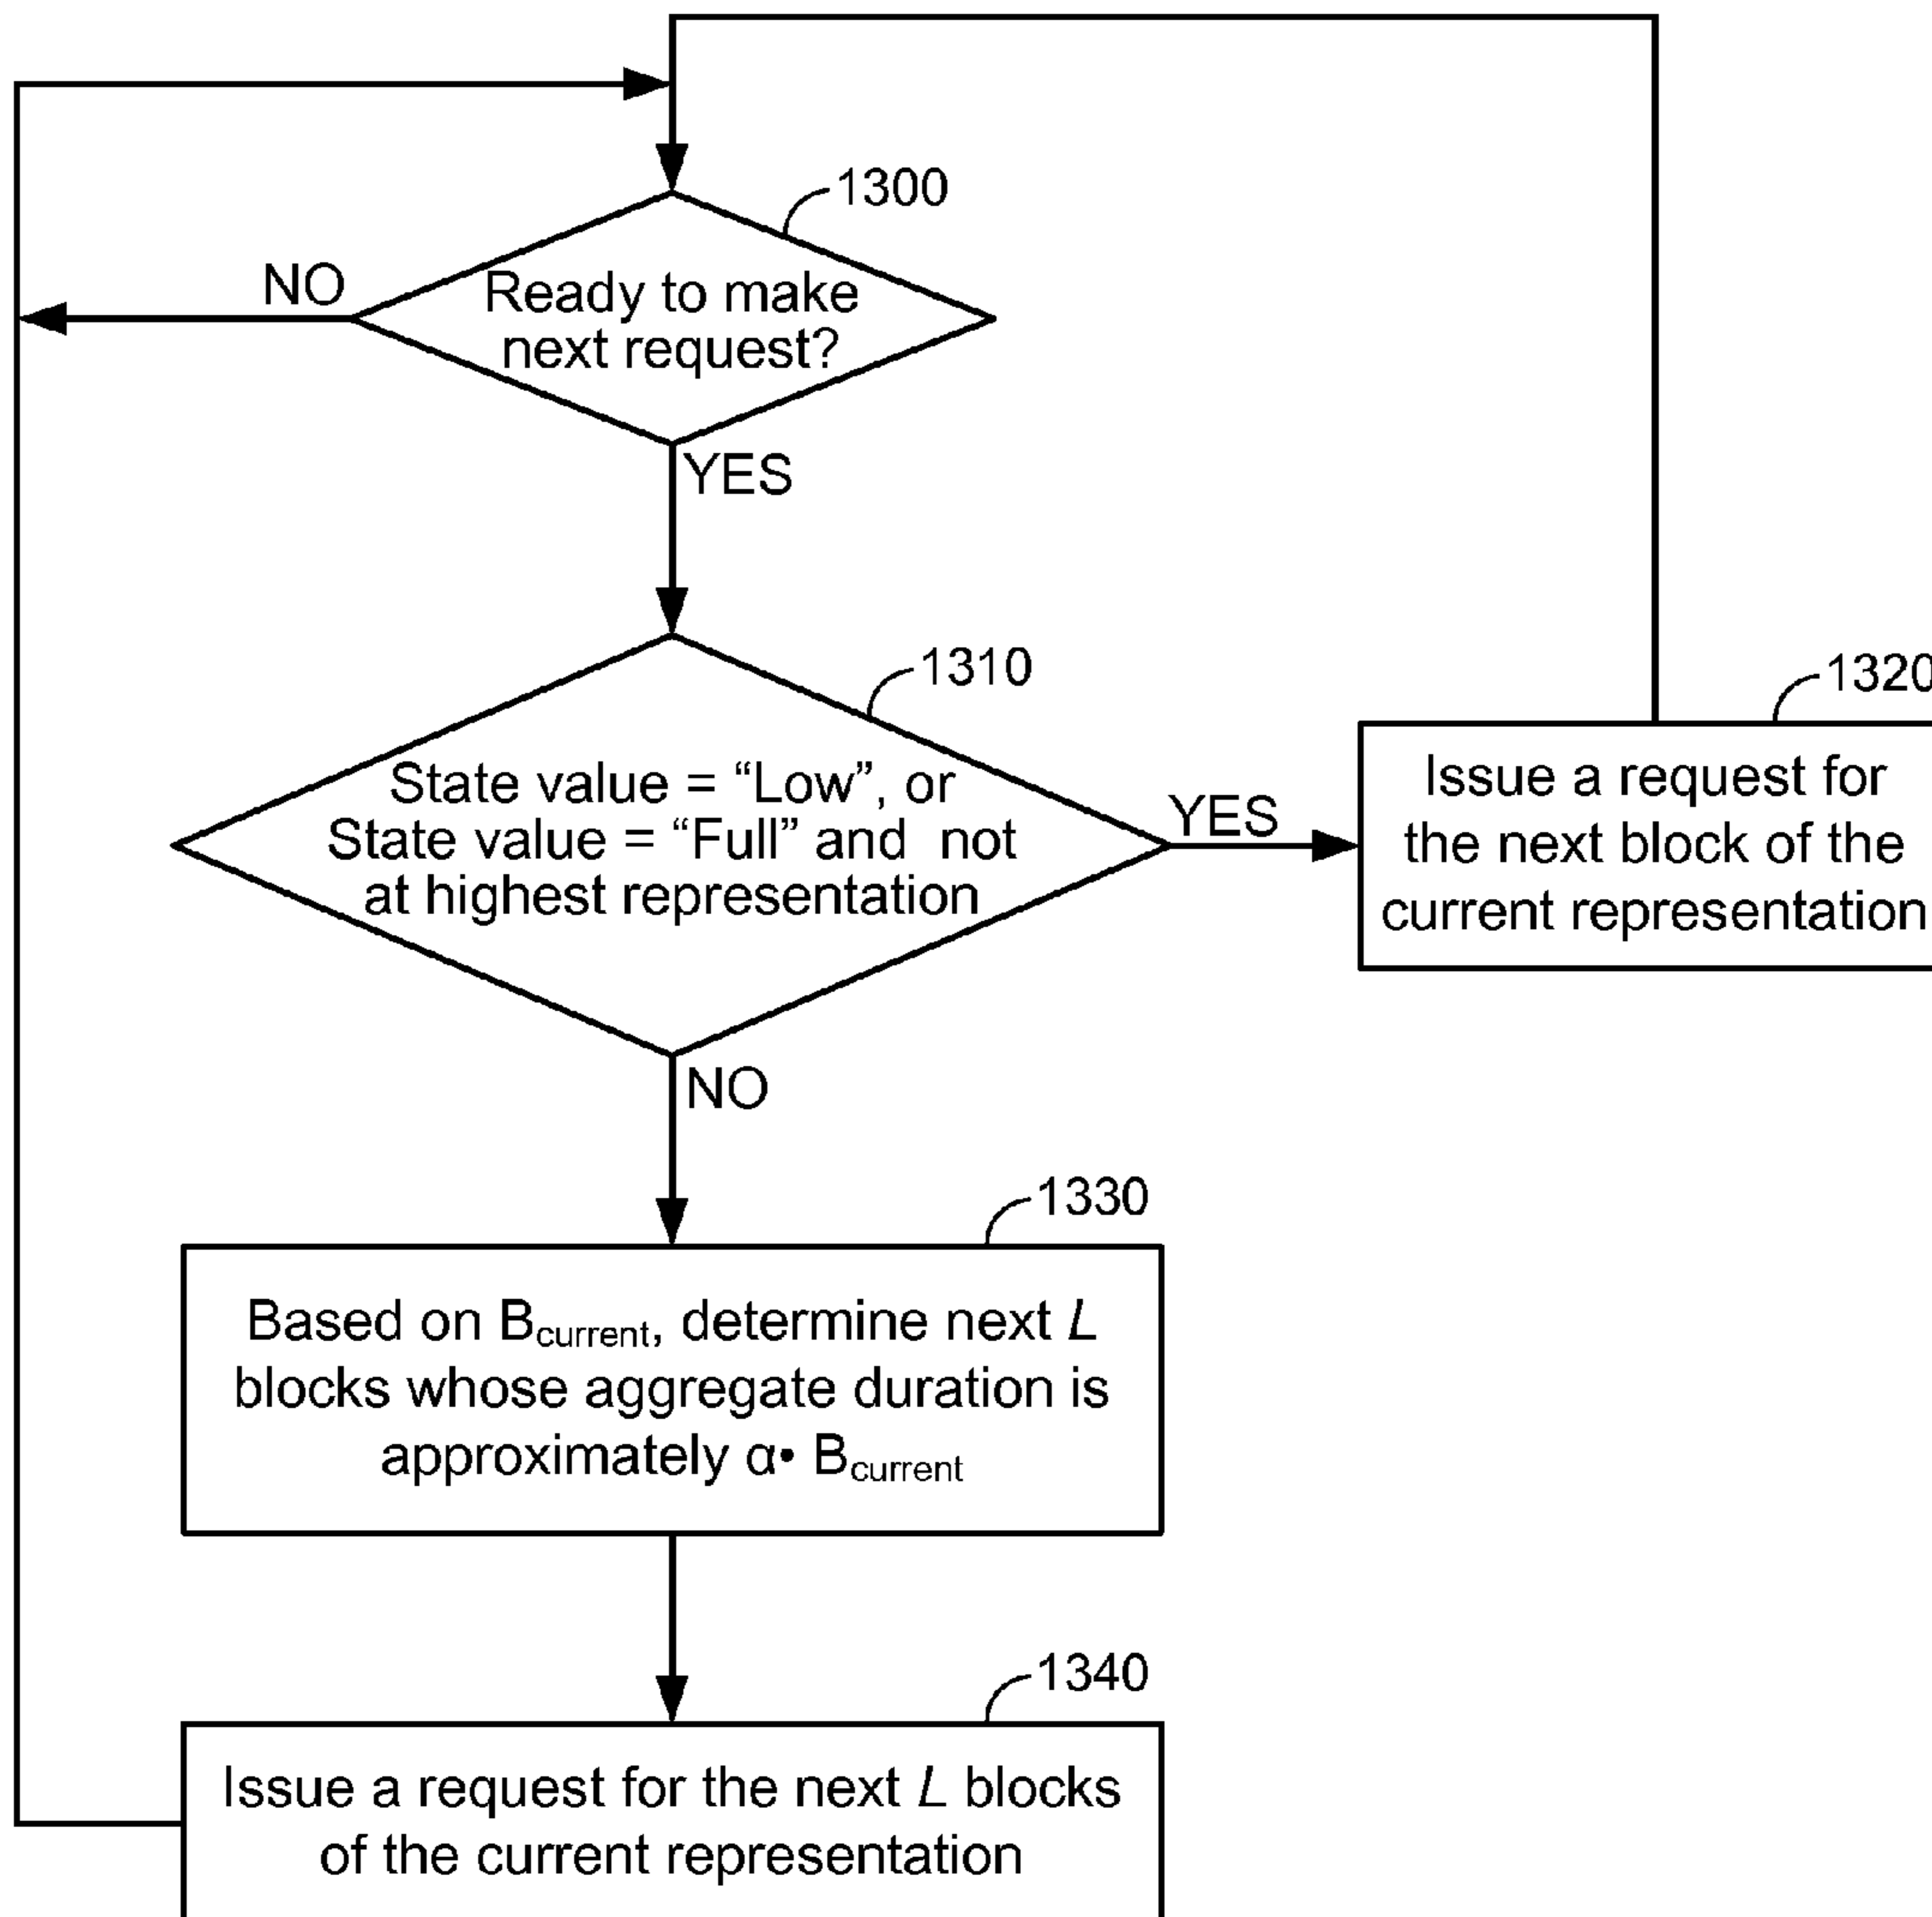 1300
Ready to make
next request?
NO
YES
1310
State value = “Low”, or
State value = “Full” and not
at highest representation
YES
1320
Issue a request for
the next block of the
current representation
NO
1330
Based on Bcurrent, determine next L
blocks whose aggregate duration is
approximately α• Bcurrent
1340
Issue a request for the next L blocks
of the current representation